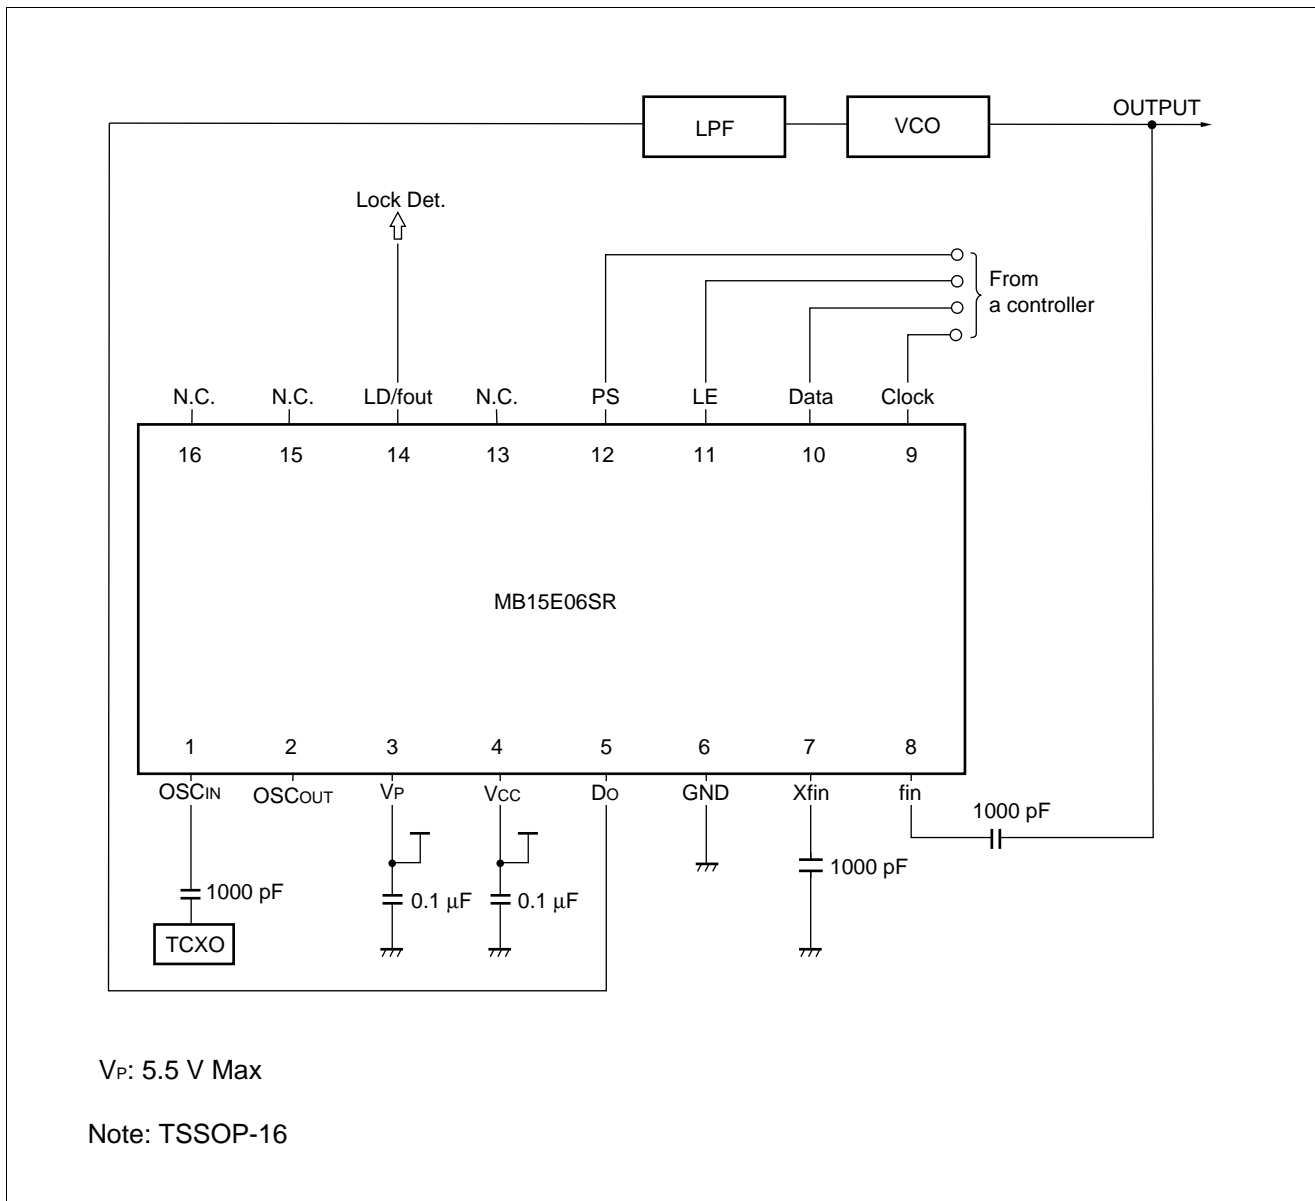 OUTPUT
LPF
VCO
Lock Det.
From
a controller
N.C. N.C. LD/fout N.C. PS LE Data Clock
16 15 14 13 12 11 10 9
MB15E06SR
1 2 3 4 5 6 7 8
OSCIN OSCOUT VP VCC DO GND Xfin fin
1000 pF
1000 pF
1000 pF
0.1 μF
0.1 μF
TCXO
VP: 5.5 V Max
Note: TSSOP-16